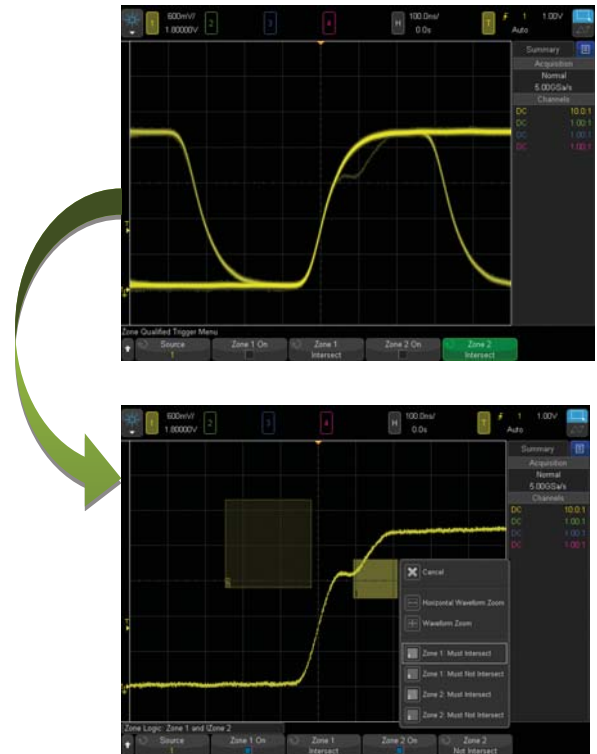 1 600mV/ 1.80000V 2 3 4 H 100.0ns/ 0.0s T 1 1.00V Auto
Summary
Acquisition
Normal
5.00GSa/s
Channels
DC 10.0:1
DC 1.00:1
DC 1.00:1
DC 1.00:1
Zone Qualified Trigger Menu
Source 1
Zone 1 On
Zone 1 Intersect
Zone 2 On
Zone 2 Intersect
1 600mV/ 1.80000V 2 3 4 H 100.0ns/ 0.0s T 1 1.00V Auto
Summary
Acquisition
Normal
5.00GSa/s
Channels
DC 10.0:1
DC 1.00:1
DC 1.00:1
DC 1.00:1
Cancel
Horizontal Waveform Zoom
Waveform Zoom
Zone 1: Must Intersect
Zone 1: Must Not Intersect
Zone 2: Must Intersect
Zone 2: Must Not Intersect
Zone Logic: Zone 1 and !Zone 2
Source 1
Zone 1 On
Zone 1 Intersect
Zone 2 On
Zone 2 Not Intersect